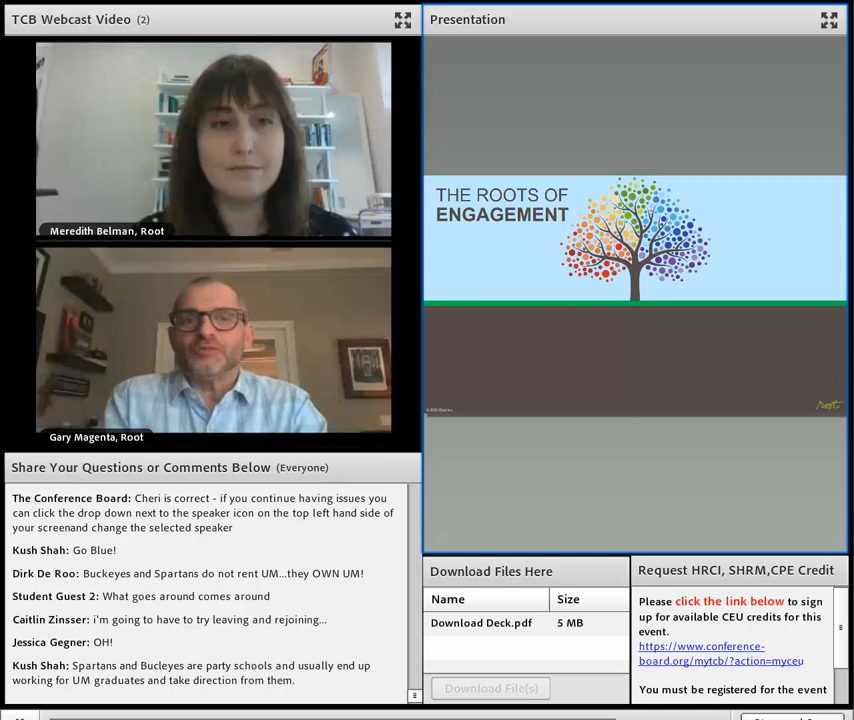 TCB Webcast Video (2)
Meredith Belman, Root
Gary Magenta, Root
Share Your Questions or Comments Below (Everyone)
The Conference Board: Cheri is correct - if you continue having issues you
can click the drop down next to the speaker icon on the top left hand side of
your screenand change the selected speaker
Kush Shah: Go Blue!
Dirk De Roo: Buckeyes and Spartans do not rent UM...they OWN UM!
Student Guest 2: What goes around comes around
Caitlin Zinsser: i'm going to have to try leaving and rejoining...
Jessica Gegner: OH!
Kush Shah: Spartans and Bucleyes are party schools and usually end up
working for UM graduates and take direction from them.
Presentation
THE ROOTS OF
ENGAGEMENT
root
Download Files Here
Name Size
Download Deck.pdf 5 MB
Download File(s)
Request HRCI, SHRM,CPE Credit
Please click the link below to sign
up for available CEU credits for this
event.
https://www.conference-
board.org/mytcb/?action=myceu
You must be registered for the event